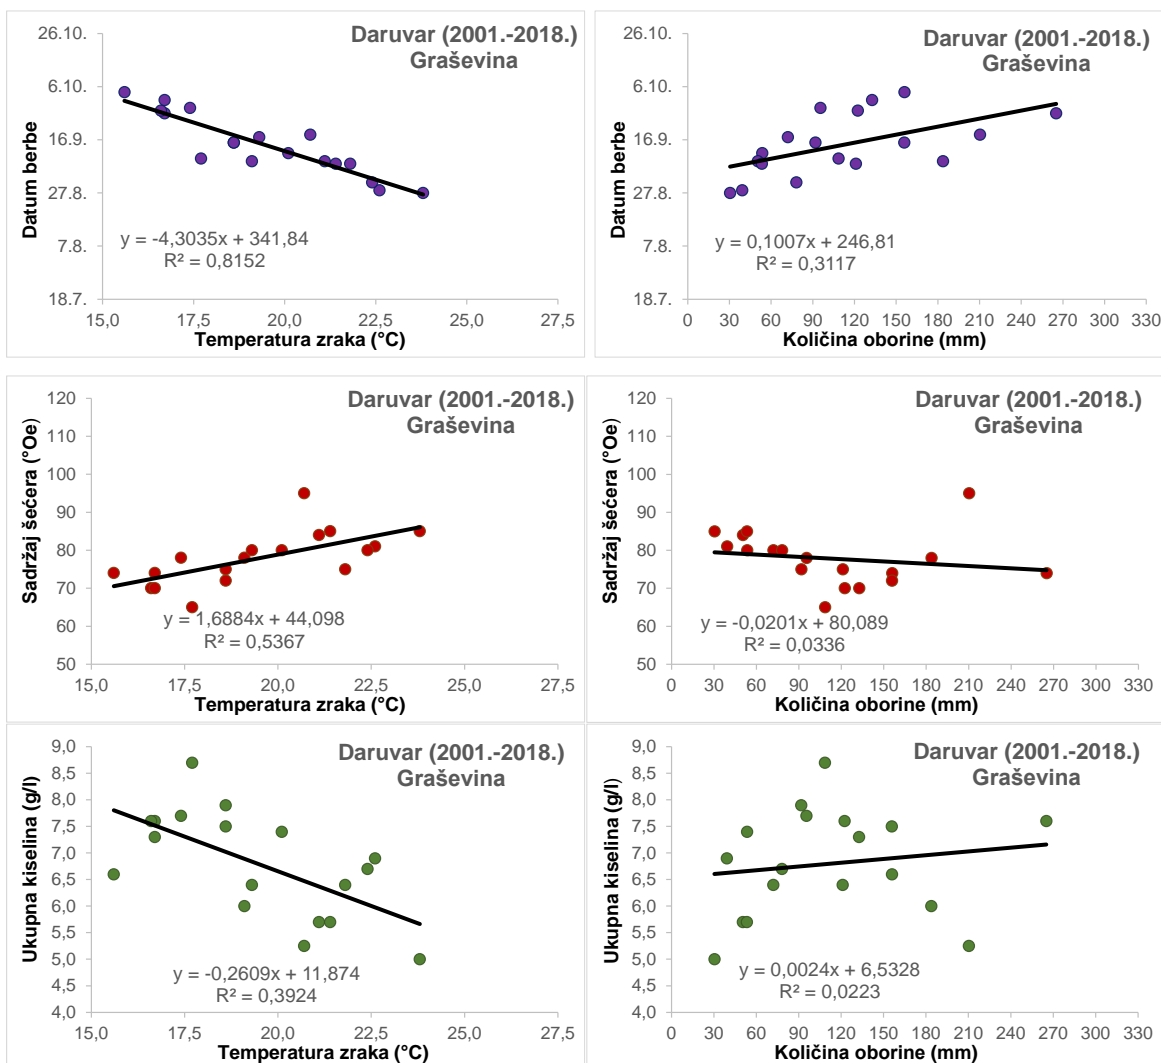 Daruvar (2001.-2018.)
Graševina
Datum berbe
26.10.
6.10.
16.9.
27.8.
7.8.
18.7.
y = -4,3035x + 341,84
R² = 0,8152
15,0 17,5 20,0 22,5 25,0 27,5
Temperatura zraka (°C)
Daruvar (2001.-2018.)
Graševina
Datum berbe
26.10.
6.10.
16.9.
27.8.
7.8.
18.7.
y = 0,1007x + 246,81
R² = 0,3117
0 30 60 90 120 150 180 210 240 270 300 330
Količina oborine (mm)
Daruvar (2001.-2018.)
Graševina
Sadržaj šećera (°Oe)
120
110
100
90
80
70
60
50
y = 1,6884x + 44,098
R² = 0,5367
15,0 17,5 20,0 22,5 25,0 27,5
Temperatura zraka (°C)
Daruvar (2001.-2018.)
Graševina
Sadržaj šećera (°Oe)
120
110
100
90
80
70
60
50
y = -0,0201x + 80,089
R² = 0,0336
0 30 60 90 120 150 180 210 240 270 300 330
Količina oborine (mm)
Daruvar (2001.-2018.)
Graševina
Ukupna kiselina (g/l)
9,0
8,5
8,0
7,5
7,0
6,5
6,0
5,5
5,0
4,5
4,0
y = -0,2609x + 11,874
R² = 0,3924
15,0 17,5 20,0 22,5 25,0 27,5
Temperatura zraka (°C)
Daruvar (2001.-2018.)
Graševina
Ukupna kiselina (g/l)
9,0
8,5
8,0
7,5
7,0
6,5
6,0
5,5
5,0
4,5
4,0
y = 0,0024x + 6,5328
R² = 0,0223
0 30 60 90 120 150 180 210 240 270 300 330
Količina oborine (mm)